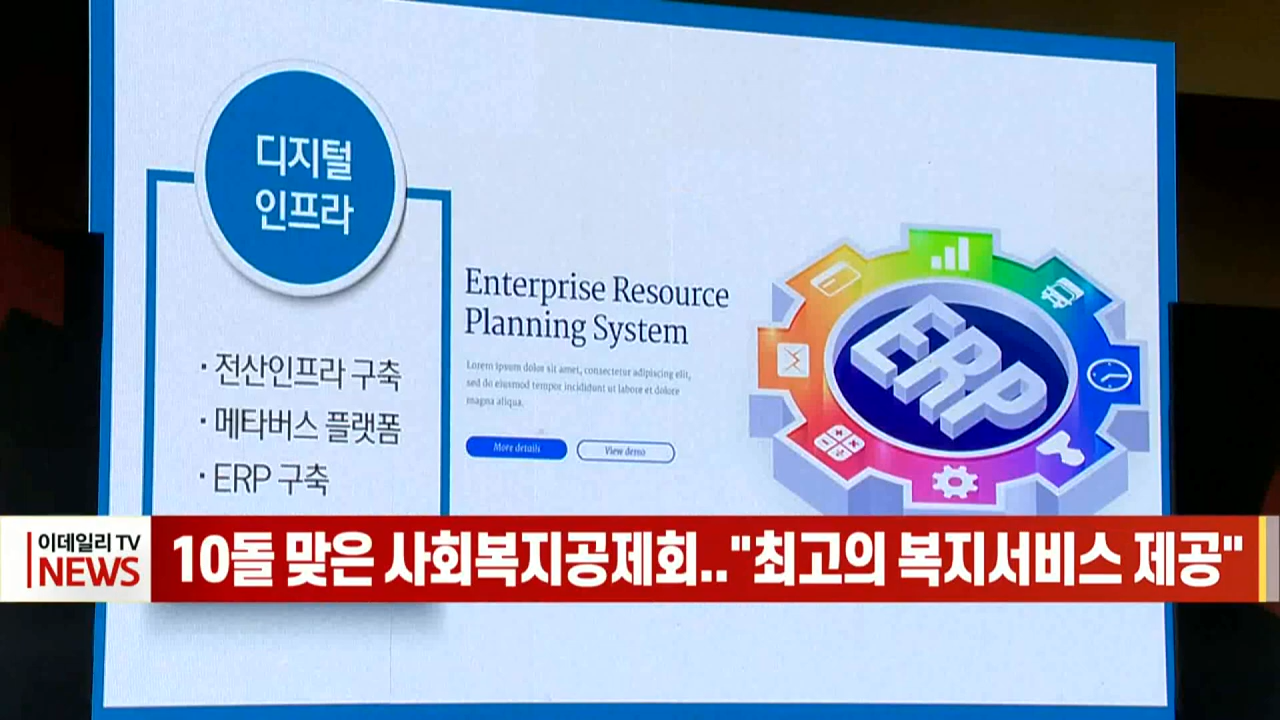 디지털
인프라
· 전산인프라 구축
· 메타버스 플랫폼
· ERP 구축
Enterprise Resource
Planning System
Lorem ipsum dolor sit amet, consectetur adipiscing elit,
sed do eiusmod tempor incididunt ut labore et dolore
magna aliqua.
More details
View demo
ERP
이데일리 TV
NEWS
10돌 맞은 사회복지공제회.. "최고의 복지서비스 제공"